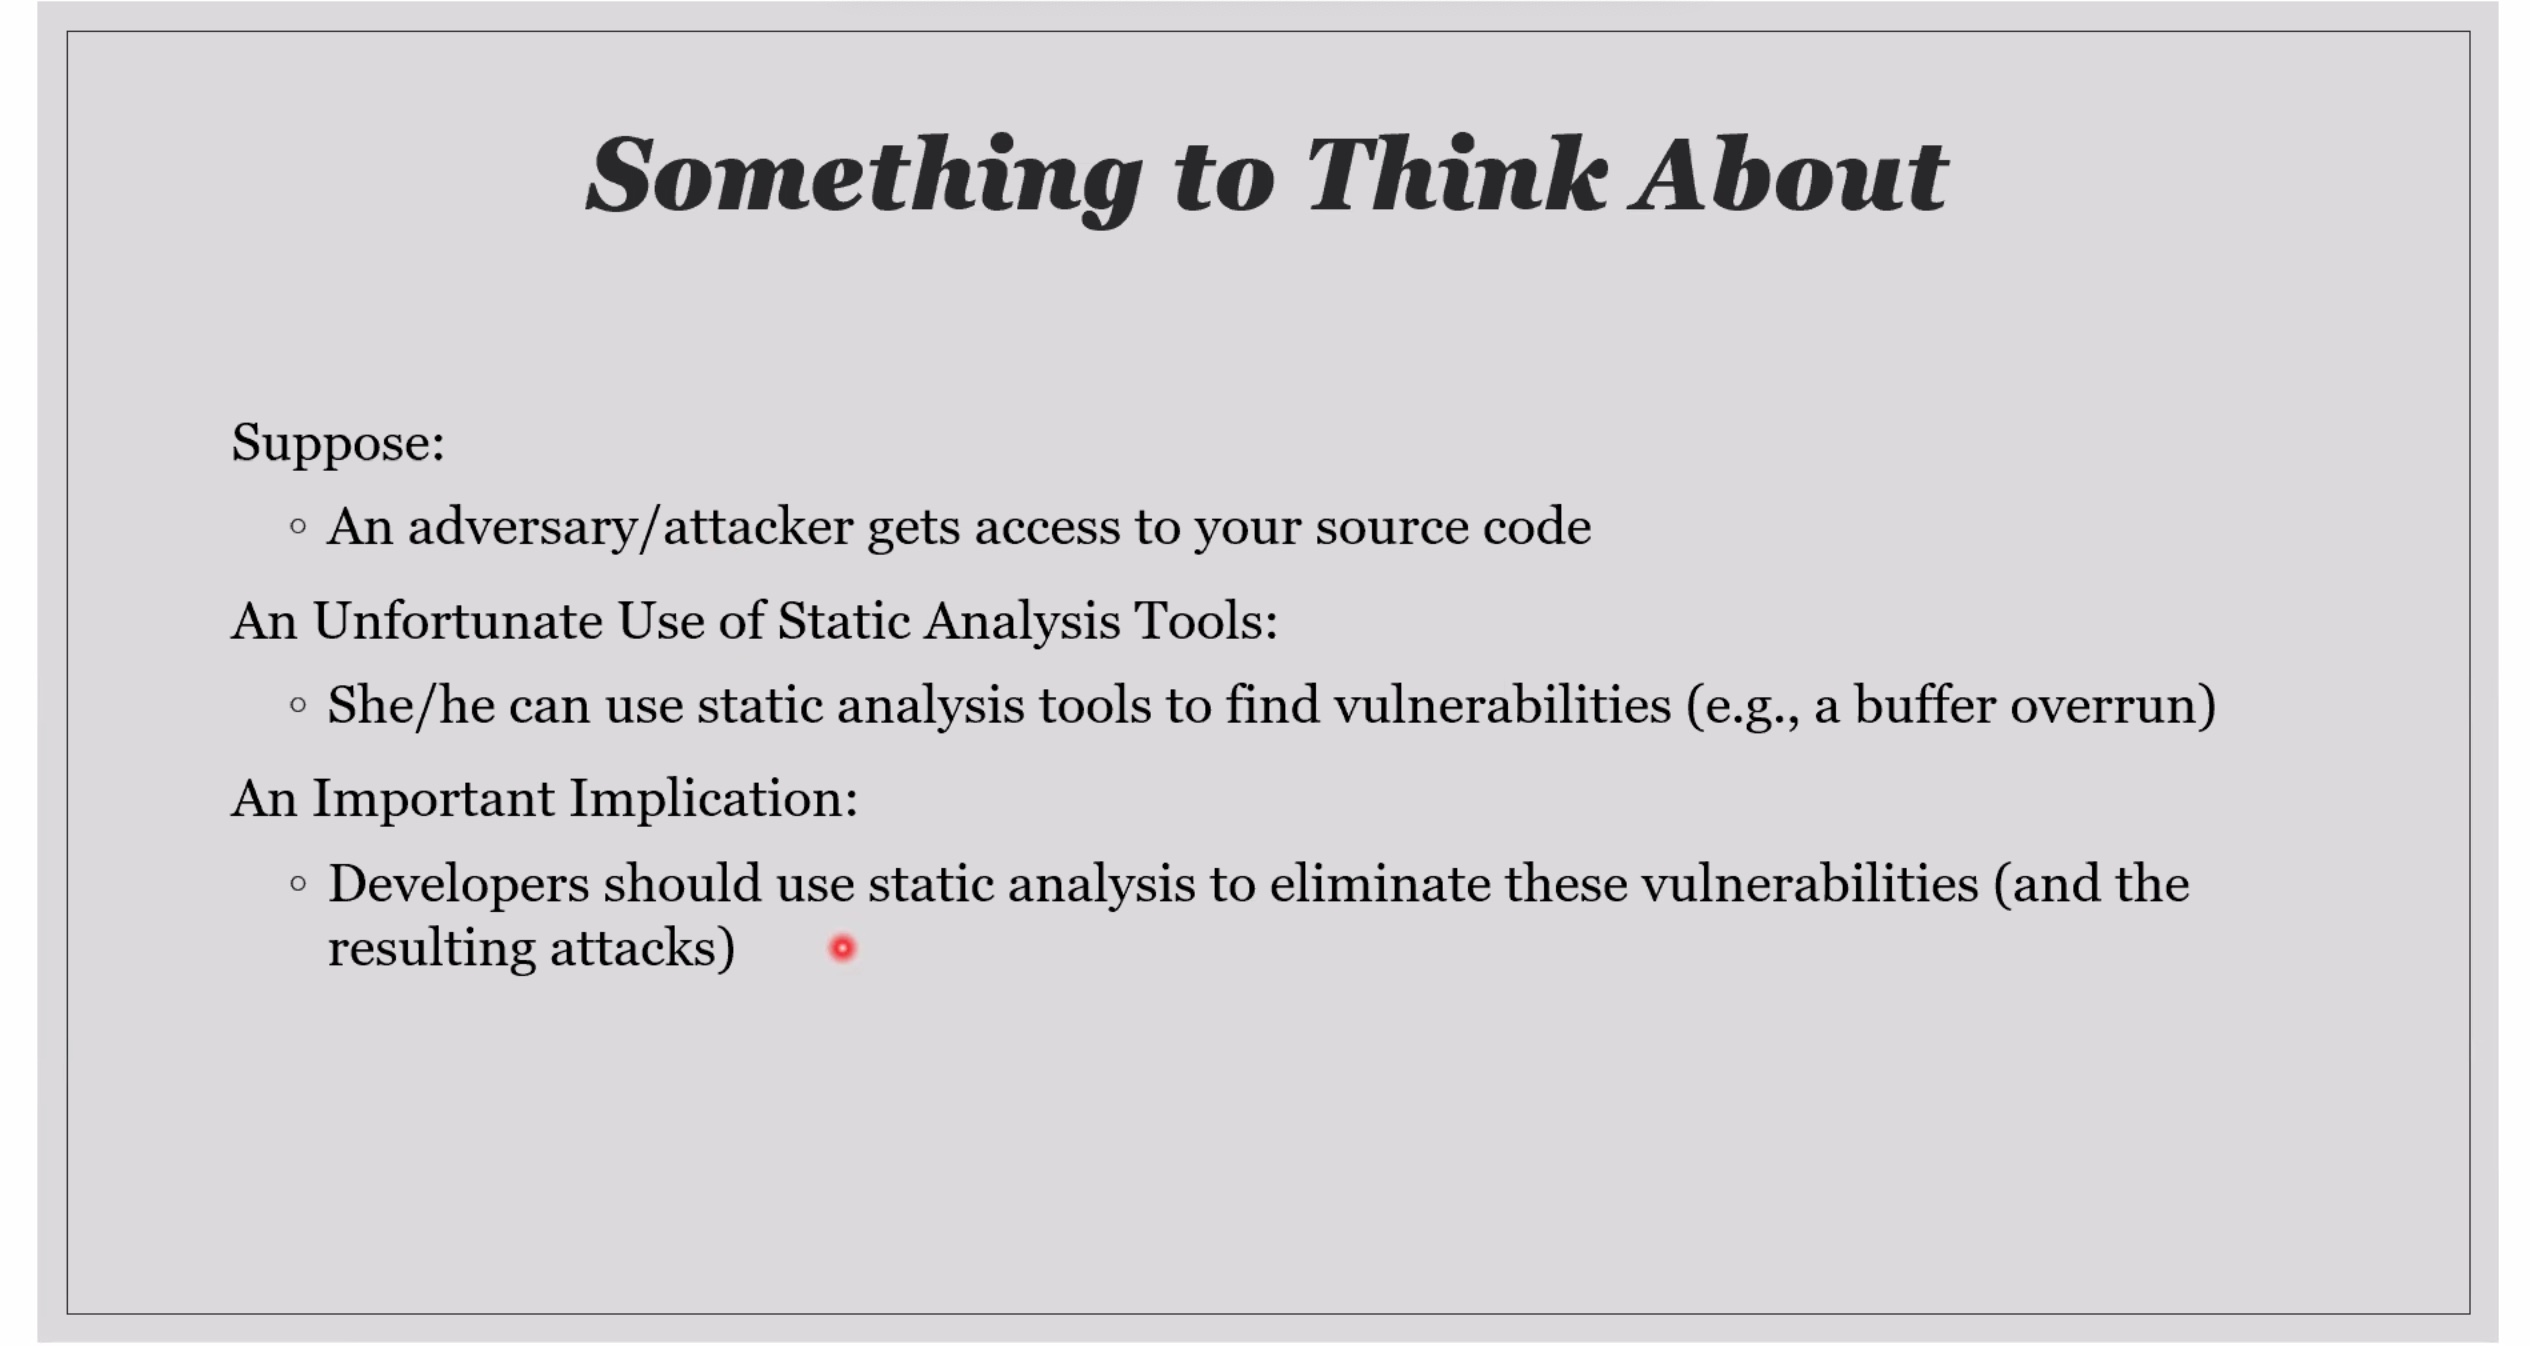 Something to Think About
Suppose:
◦ An adversary/attacker gets access to your source code
An Unfortunate Use of Static Analysis Tools:
◦ She/he can use static analysis tools to find vulnerabilities (e.g., a buffer overrun)
An Important Implication:
◦ Developers should use static analysis to eliminate these vulnerabilities (and the
resulting attacks)